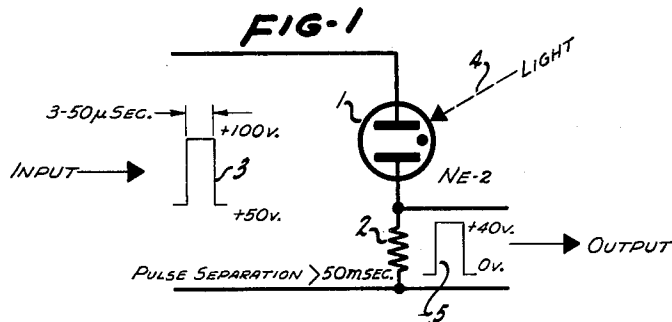 FIG-1
4
LIGHT
1
3-50μSEC.
+100V.
3
INPUT
NE-2
+50V.
2
+40V.
OUTPUT
0V.
PULSE SEPARATION >50MSEC.
5